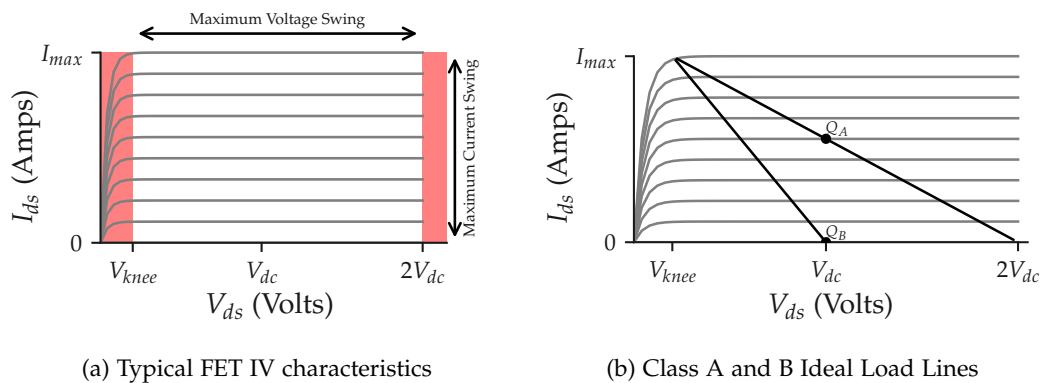 Maximum Voltage Swing
I_max
I_ds (Amps)
0
Maximum Current Swing
V_knee
V_dc
2V_dc
V_ds (Volts)
(a) Typical FET IV characteristics
I_max
I_ds (Amps)
0
Q_A
Q_B
V_knee
V_dc
2V_dc
V_ds (Volts)
(b) Class A and B Ideal Load Lines